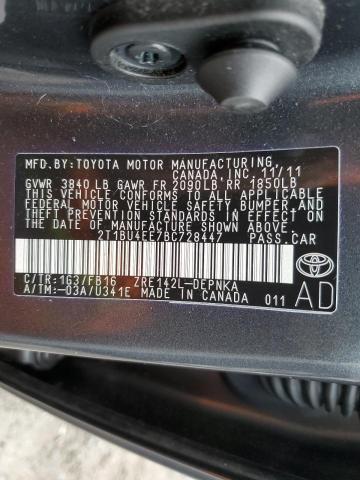 MFD.BY:TOYOTA MOTOR MANUFACTURING,
CANADA, INC. 11/11
GVWR 3840 LB GAWR FR 2090LB RR 1850LB
THIS VEHICLE CONFORMS TO ALL APPLICABLE
FEDERAL MOTOR VEHICLE SAFETY, BUMPER, AND
THEFT PREVENTION STANDARDS IN EFFECT ON
THE DATE OF MANUFACTURE SHOWN ABOVE.
2T1BU4EE7BC728447 PASS.CAR
C/TR:1G3/FB16 ZRE142L-DEPNKA
A/TM:-03A/U341E MADE IN CANADA 011
AD
TOYOTA